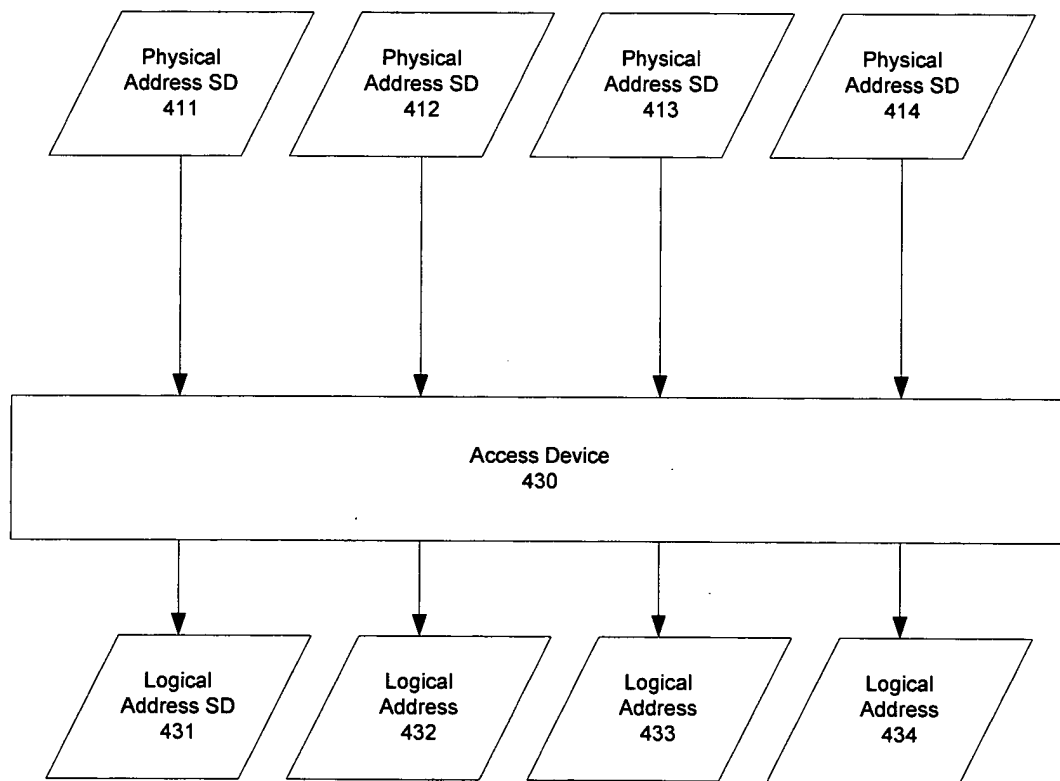 Physical
Address SD
411
Physical
Address SD
412
Physical
Address SD
413
Physical
Address SD
414
Access Device
430
Logical
Address SD
431
Logical
Address
432
Logical
Address
433
Logical
Address
434